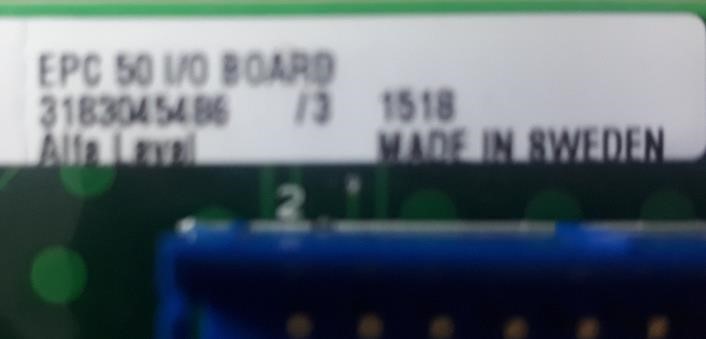 EPC 50 I/O BOARD
3183045486 /3 1518
Alfa Laval MADE IN SWEDEN
2